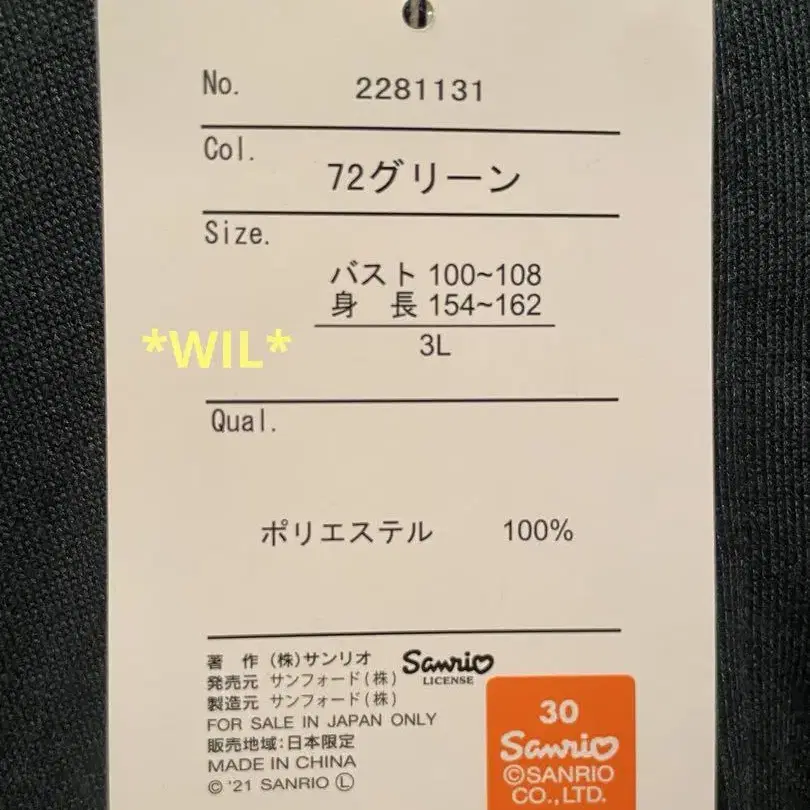 No. 2281131
Col.
72グリーン
Size.
バスト 100~108
身 長 154~162
*WIL*
3L
Qual.
ポリエステル 100%
著 作 (株)サンリオ
Sanrio
LICENSE
発売元 サンフォード(株)
製造元 サンフォード(株)
FOR SALE IN JAPAN ONLY
販売地域:日本限定
MADE IN CHINA
© '21 SANRIO Ⓛ
30
Sanrio
©SANRIO
CO.,LTD.